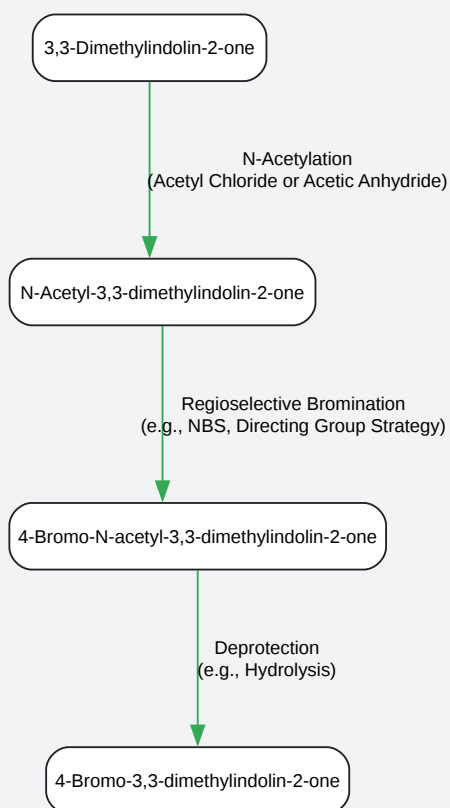 3,3-Dimethylindolin-2-one
N-Acetylation
(Acetyl Chloride or Acetic Anhydride)
N-Acetyl-3,3-dimethylindolin-2-one
Regioselective Bromination
(e.g., NBS, Directing Group Strategy)
4-Bromo-N-acetyl-3,3-dimethylindolin-2-one
Deprotection
(e.g., Hydrolysis)
4-Bromo-3,3-dimethylindolin-2-one